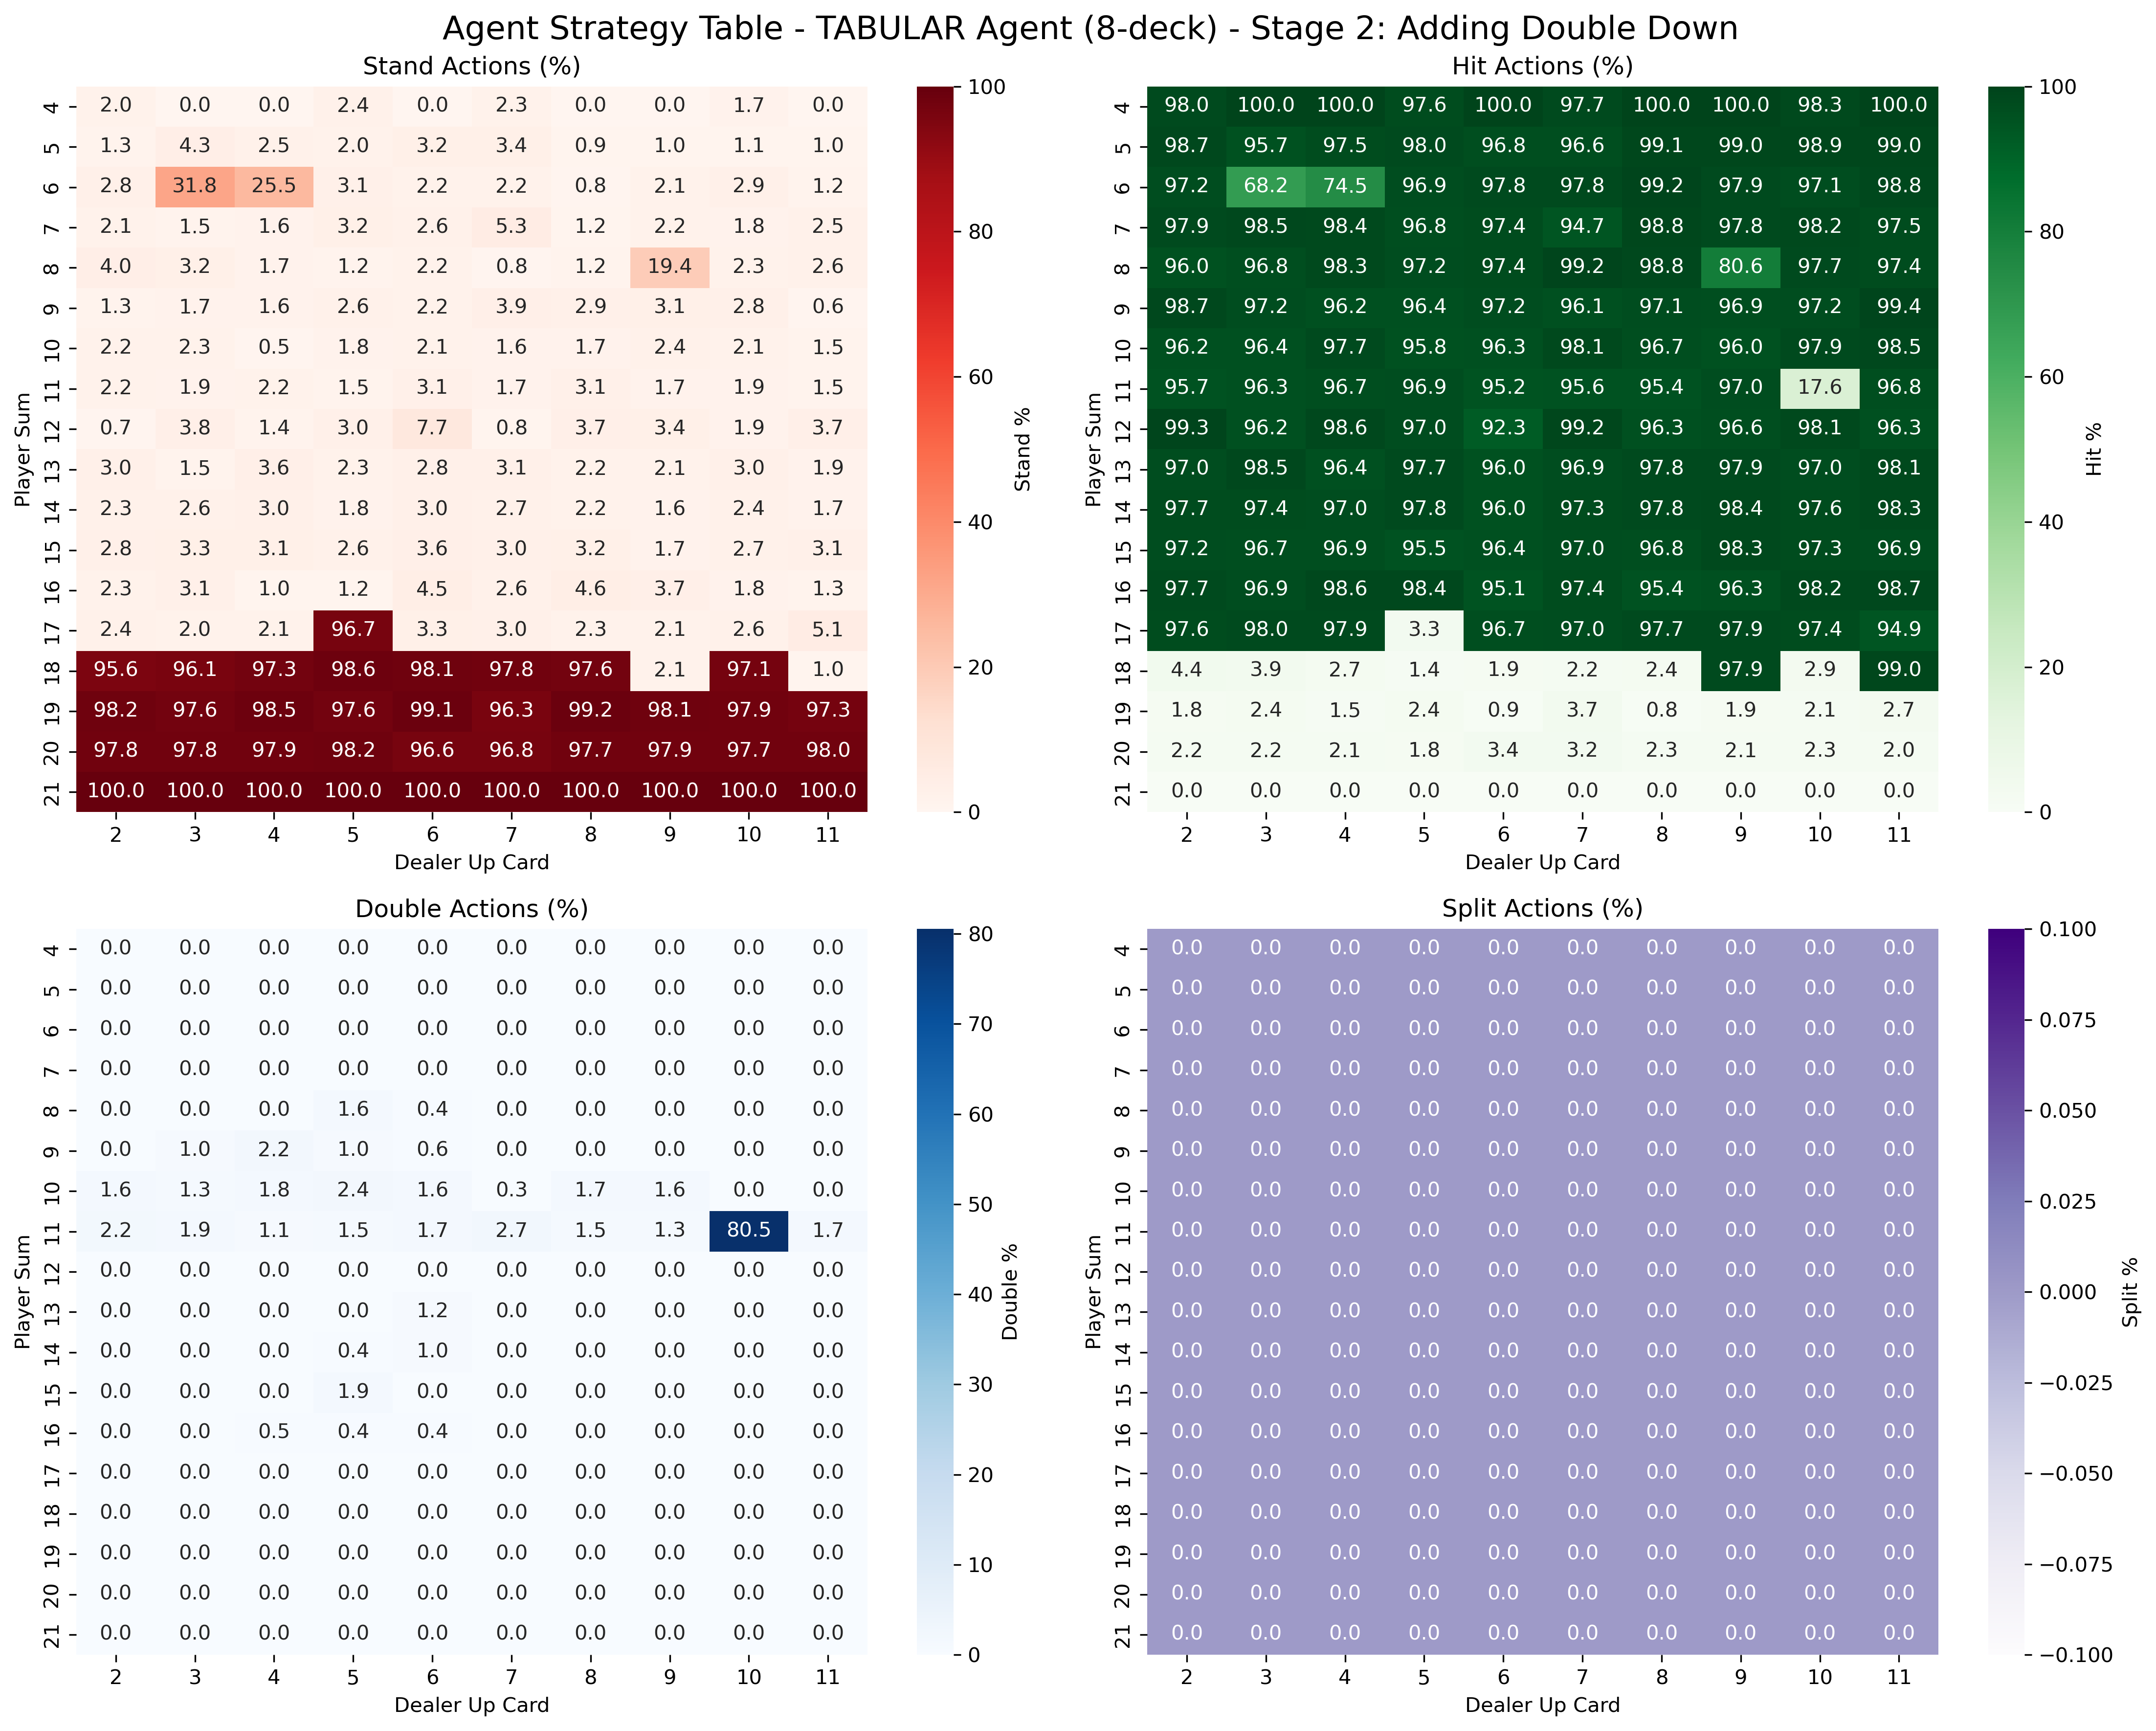 Agent Strategy Table - TABULAR Agent (8-deck) - Stage 2: Adding Double Down
Stand Actions (%)
4 2.0 0.0 0.0 2.4 0.0 2.3 0.0 0.0 1.7 0.0
5 1.3 4.3 2.5 2.0 3.2 3.4 0.9 1.0 1.1 1.0
6 2.8 31.8 25.5 3.1 2.2 2.2 0.8 2.1 2.9 1.2
7 2.1 1.5 1.6 3.2 2.6 5.3 1.2 2.2 1.8 2.5
8 4.0 3.2 1.7 1.2 2.2 0.8 1.2 19.4 2.3 2.6
9 1.3 1.7 1.6 2.6 2.2 3.9 2.9 3.1 2.8 0.6
10 2.2 2.3 0.5 1.8 2.1 1.6 1.7 2.4 2.1 1.5
11 2.2 1.9 2.2 1.5 3.1 1.7 3.1 1.7 1.9 1.5
12 0.7 3.8 1.4 3.0 7.7 0.8 3.7 3.4 1.9 3.7
13 3.0 1.5 3.6 2.3 2.8 3.1 2.2 2.1 3.0 1.9
14 2.3 2.6 3.0 1.8 3.0 2.7 2.2 1.6 2.4 1.7
15 2.8 3.3 3.1 2.6 3.6 3.0 3.2 1.7 2.7 3.1
16 2.3 3.1 1.0 1.2 4.5 2.6 4.6 3.7 1.8 1.3
17 2.4 2.0 2.1 96.7 3.3 3.0 2.3 2.1 2.6 5.1
18 95.6 96.1 97.3 98.6 98.1 97.8 97.6 2.1 97.1 1.0
19 98.2 97.6 98.5 97.6 99.1 96.3 99.2 98.1 97.9 97.3
20 97.8 97.8 97.9 98.2 96.6 96.8 97.7 97.9 97.7 98.0
21 100.0 100.0 100.0 100.0 100.0 100.0 100.0 100.0 100.0 100.0
2 3 4 5 6 7 8 9 10 11
Dealer Up Card
Player Sum
100
80
60
40
20
0
Stand %
Hit Actions (%)
4 98.0 100.0 100.0 97.6 100.0 97.7 100.0 100.0 98.3 100.0
5 98.7 95.7 97.5 98.0 96.8 96.6 99.1 99.0 98.9 99.0
6 97.2 68.2 74.5 96.9 97.8 97.8 99.2 97.9 97.1 98.8
7 97.9 98.5 98.4 96.8 97.4 94.7 98.8 97.8 98.2 97.5
8 96.0 96.8 98.3 97.2 97.4 99.2 98.8 80.6 97.7 97.4
9 98.7 97.2 96.2 96.4 97.2 96.1 97.1 96.9 97.2 99.4
10 96.2 96.4 97.7 95.8 96.3 98.1 96.7 96.0 97.9 98.5
11 95.7 96.3 96.7 96.9 95.2 95.6 95.4 97.0 17.6 96.8
12 99.3 96.2 98.6 97.0 92.3 99.2 96.3 96.6 98.1 96.3
13 97.0 98.5 96.4 97.7 96.0 96.9 97.8 97.9 97.0 98.1
14 97.7 97.4 97.0 97.8 96.0 97.3 97.8 98.4 97.6 98.3
15 97.2 96.7 96.9 95.5 96.4 97.0 96.8 98.3 97.3 96.9
16 97.7 96.9 98.6 98.4 95.1 97.4 95.4 96.3 98.2 98.7
17 97.6 98.0 97.9 3.3 96.7 97.0 97.7 97.9 97.4 94.9
18 4.4 3.9 2.7 1.4 1.9 2.2 2.4 97.9 2.9 99.0
19 1.8 2.4 1.5 2.4 0.9 3.7 0.8 1.9 2.1 2.7
20 2.2 2.2 2.1 1.8 3.4 3.2 2.3 2.1 2.3 2.0
21 0.0 0.0 0.0 0.0 0.0 0.0 0.0 0.0 0.0 0.0
2 3 4 5 6 7 8 9 10 11
Dealer Up Card
Player Sum
100
80
60
40
20
0
Hit %
Double Actions (%)
4 0.0 0.0 0.0 0.0 0.0 0.0 0.0 0.0 0.0 0.0
5 0.0 0.0 0.0 0.0 0.0 0.0 0.0 0.0 0.0 0.0
6 0.0 0.0 0.0 0.0 0.0 0.0 0.0 0.0 0.0 0.0
7 0.0 0.0 0.0 0.0 0.0 0.0 0.0 0.0 0.0 0.0
8 0.0 0.0 0.0 1.6 0.4 0.0 0.0 0.0 0.0 0.0
9 0.0 1.0 2.2 1.0 0.6 0.0 0.0 0.0 0.0 0.0
10 1.6 1.3 1.8 2.4 1.6 0.3 1.7 1.6 0.0 0.0
11 2.2 1.9 1.1 1.5 1.7 2.7 1.5 1.3 80.5 1.7
12 0.0 0.0 0.0 0.0 0.0 0.0 0.0 0.0 0.0 0.0
13 0.0 0.0 0.0 0.0 1.2 0.0 0.0 0.0 0.0 0.0
14 0.0 0.0 0.0 0.4 1.0 0.0 0.0 0.0 0.0 0.0
15 0.0 0.0 0.0 1.9 0.0 0.0 0.0 0.0 0.0 0.0
16 0.0 0.0 0.5 0.4 0.4 0.0 0.0 0.0 0.0 0.0
17 0.0 0.0 0.0 0.0 0.0 0.0 0.0 0.0 0.0 0.0
18 0.0 0.0 0.0 0.0 0.0 0.0 0.0 0.0 0.0 0.0
19 0.0 0.0 0.0 0.0 0.0 0.0 0.0 0.0 0.0 0.0
20 0.0 0.0 0.0 0.0 0.0 0.0 0.0 0.0 0.0 0.0
21 0.0 0.0 0.0 0.0 0.0 0.0 0.0 0.0 0.0 0.0
2 3 4 5 6 7 8 9 10 11
Dealer Up Card
Player Sum
80
70
60
50
40
30
20
10
0
Double %
Split Actions (%)
4 0.0 0.0 0.0 0.0 0.0 0.0 0.0 0.0 0.0 0.0
5 0.0 0.0 0.0 0.0 0.0 0.0 0.0 0.0 0.0 0.0
6 0.0 0.0 0.0 0.0 0.0 0.0 0.0 0.0 0.0 0.0
7 0.0 0.0 0.0 0.0 0.0 0.0 0.0 0.0 0.0 0.0
8 0.0 0.0 0.0 0.0 0.0 0.0 0.0 0.0 0.0 0.0
9 0.0 0.0 0.0 0.0 0.0 0.0 0.0 0.0 0.0 0.0
10 0.0 0.0 0.0 0.0 0.0 0.0 0.0 0.0 0.0 0.0
11 0.0 0.0 0.0 0.0 0.0 0.0 0.0 0.0 0.0 0.0
12 0.0 0.0 0.0 0.0 0.0 0.0 0.0 0.0 0.0 0.0
13 0.0 0.0 0.0 0.0 0.0 0.0 0.0 0.0 0.0 0.0
14 0.0 0.0 0.0 0.0 0.0 0.0 0.0 0.0 0.0 0.0
15 0.0 0.0 0.0 0.0 0.0 0.0 0.0 0.0 0.0 0.0
16 0.0 0.0 0.0 0.0 0.0 0.0 0.0 0.0 0.0 0.0
17 0.0 0.0 0.0 0.0 0.0 0.0 0.0 0.0 0.0 0.0
18 0.0 0.0 0.0 0.0 0.0 0.0 0.0 0.0 0.0 0.0
19 0.0 0.0 0.0 0.0 0.0 0.0 0.0 0.0 0.0 0.0
20 0.0 0.0 0.0 0.0 0.0 0.0 0.0 0.0 0.0 0.0
21 0.0 0.0 0.0 0.0 0.0 0.0 0.0 0.0 0.0 0.0
2 3 4 5 6 7 8 9 10 11
Dealer Up Card
Player Sum
0.100
0.075
0.050
0.025
0.000
−0.025
−0.050
−0.075
−0.100
Split %